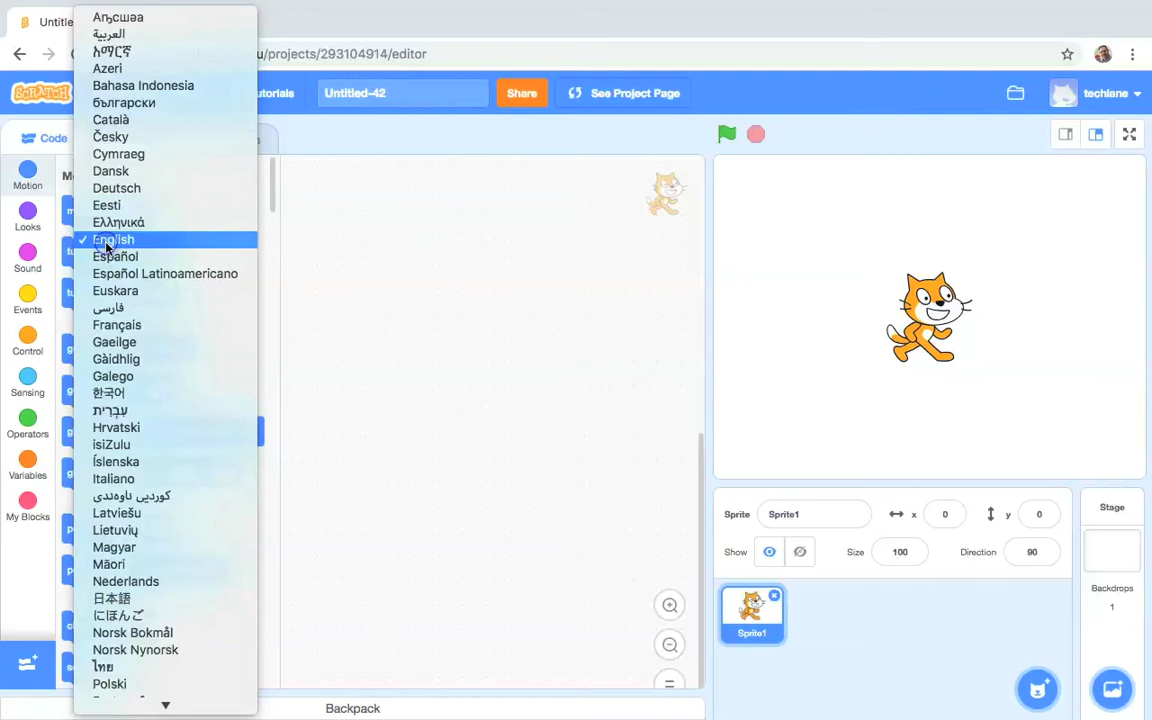 Untitle
u/projects/293104914/editor
SCRATCH
utorials
Untitled-42
Share
See Project Page
techlane
Code
Motion
Looks
Sound
Events
Control
Sensing
Operators
Variables
My Blocks
Аҧсшәа
العربية
አማርኛ
Azeri
Bahasa Indonesia
български
Català
Česky
Cymraeg
Dansk
Deutsch
Eesti
Ελληνικά
✓ English
Español
Español Latinoamericano
Euskara
فارسی
Français
Gaeilge
Gàidhlig
Galego
한국어
עִבְרִית
Hrvatski
isiZulu
Íslenska
Italiano
کوردیی ناوەندی
Latviešu
Lietuvių
Magyar
Māori
Nederlands
日本語
にほんご
Norsk Bokmål
Norsk Nynorsk
ไทย
Polski
Sprite
Sprite1
x
0
y
0
Show
Size
100
Direction
90
Sprite1
Stage
Backdrops
1
Backpack